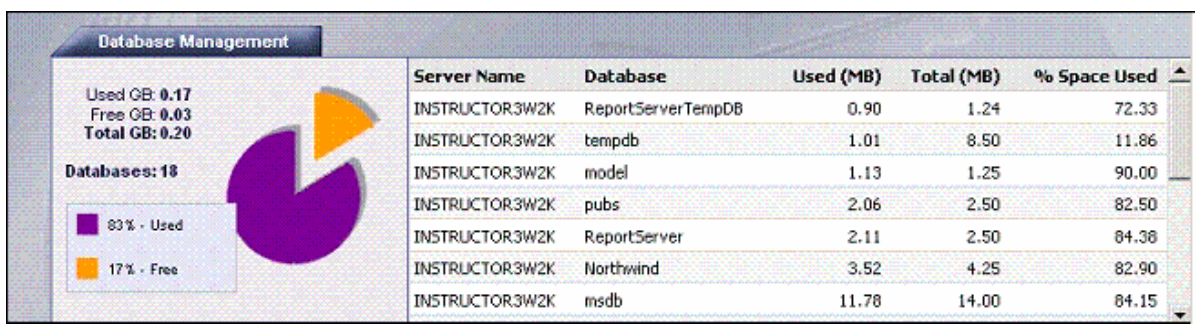 Database Management
Used GB: 0.17
Free GB: 0.03
Total GB: 0.20
Databases: 18
83% - Used
17% - Free
Server Name Database Used (MB) Total (MB) % Space Used
INSTRUCTOR3W2K ReportServerTempDB 0.90 1.24 72.33
INSTRUCTOR3W2K tempdb 1.01 8.50 11.86
INSTRUCTOR3W2K model 1.13 1.25 90.00
INSTRUCTOR3W2K pubs 2.06 2.50 82.50
INSTRUCTOR3W2K ReportServer 2.11 2.50 84.38
INSTRUCTOR3W2K Northwind 3.52 4.25 82.90
INSTRUCTOR3W2K msdb 11.78 14.00 84.15